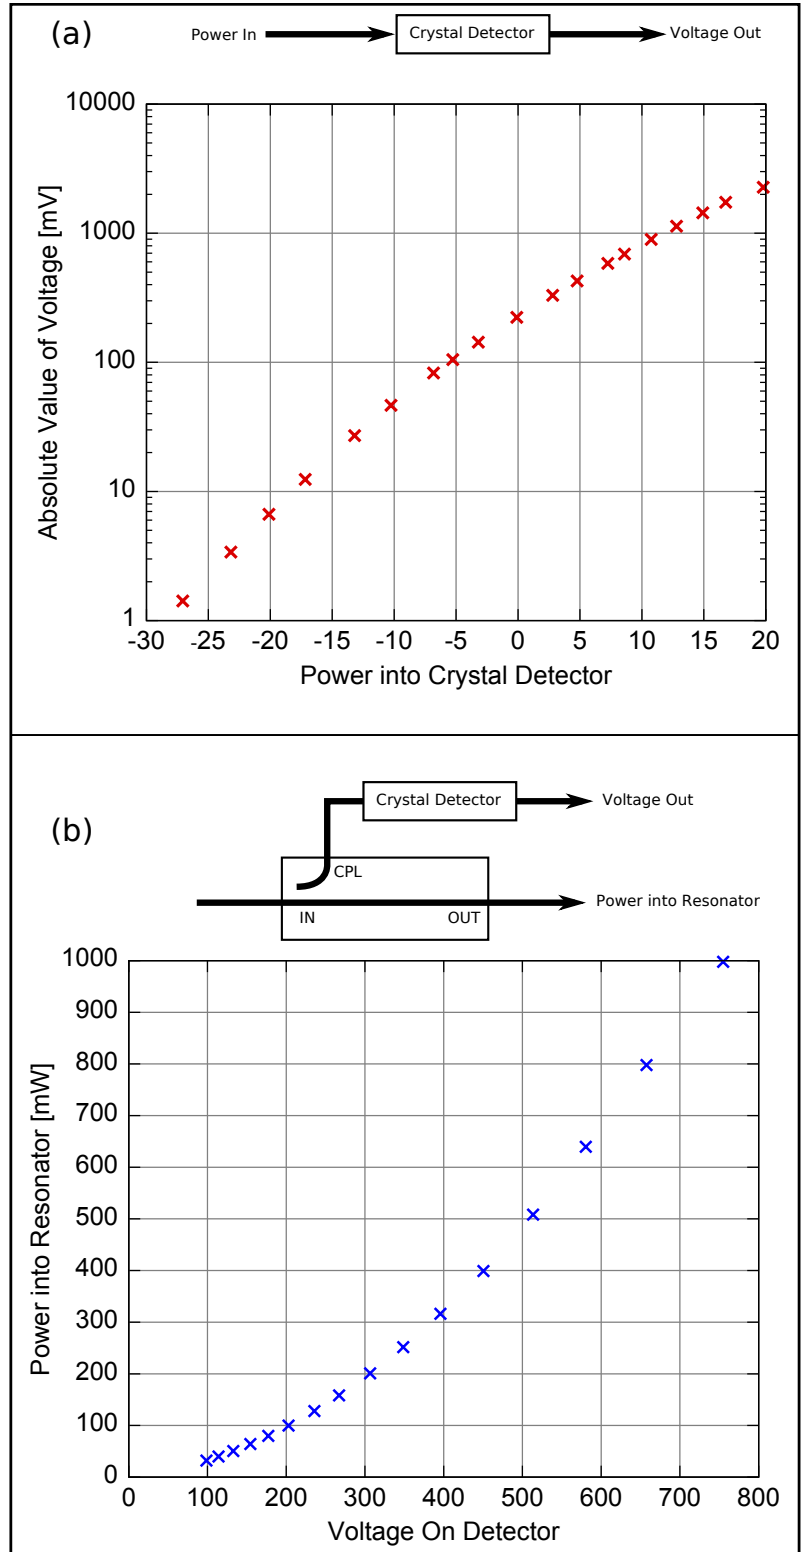 (a)
Power In
Crystal Detector
Voltage Out
Absolute Value of Voltage [mV]
10000
1000
100
10
1
-30 -25 -20 -15 -10 -5 0 5 10 15 20
Power into Crystal Detector
(b)
Crystal Detector
Voltage Out
CPL
IN
OUT
Power into Resonator
Power into Resonator [mW]
1000
900
800
700
600
500
400
300
200
100
0
0 100 200 300 400 500 600 700 800
Voltage On Detector